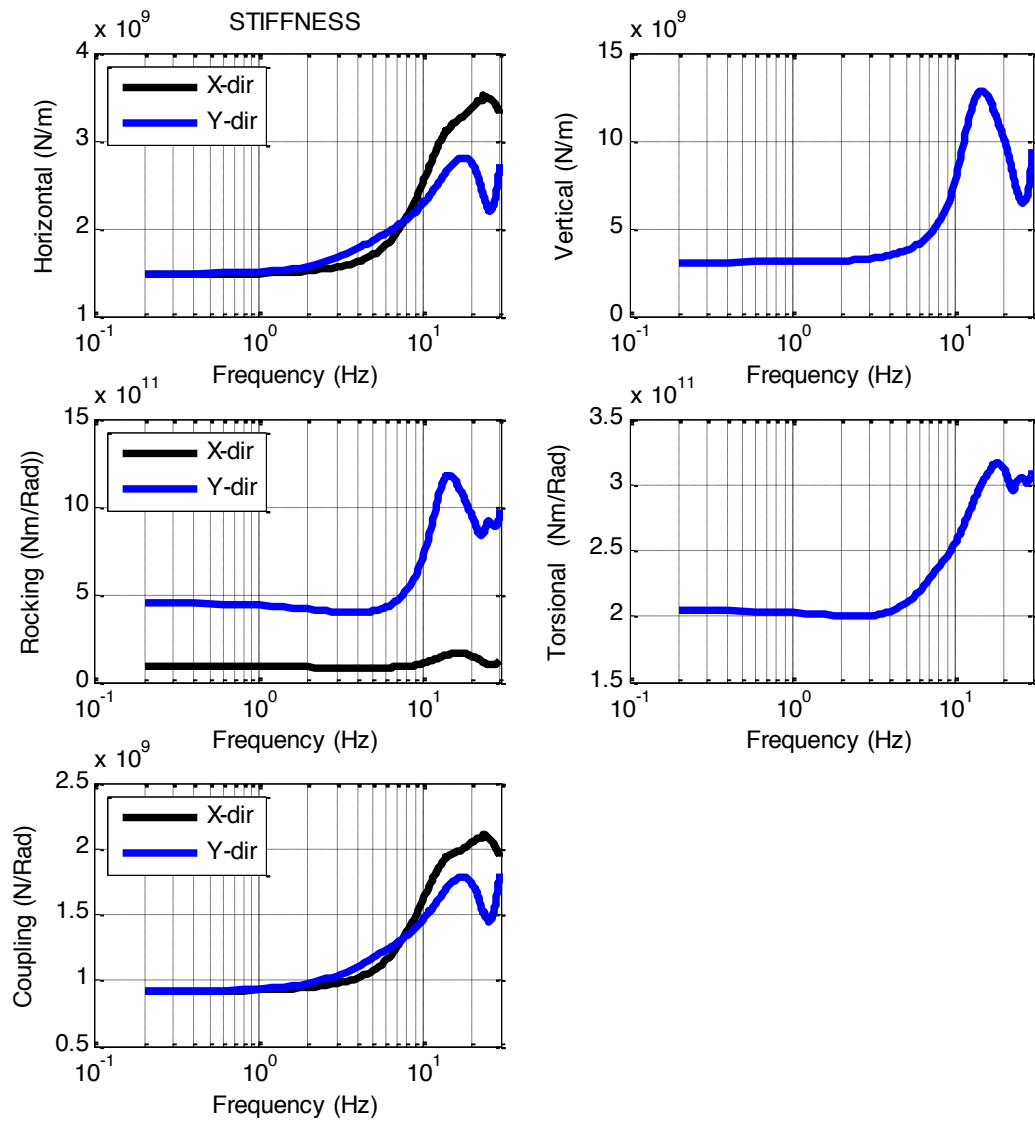 STIFFNESS
x 10^9
4
3
2
1
Horizontal (N/m)
X-dir
Y-dir
10^-1 10^0 10^1
Frequency (Hz)
x 10^9
15
10
5
0
Vertical (N/m)
10^-1 10^0 10^1
Frequency (Hz)
x 10^11
15
10
5
0
Rocking (Nm/Rad))
X-dir
Y-dir
10^-1 10^0 10^1
Frequency (Hz)
x 10^11
3.5
3
2.5
2
1.5
Torsional (Nm/Rad)
10^-1 10^0 10^1
Frequency (Hz)
x 10^9
2.5
2
1.5
1
0.5
Coupling (N/Rad)
X-dir
Y-dir
10^-1 10^0 10^1
Frequency (Hz)